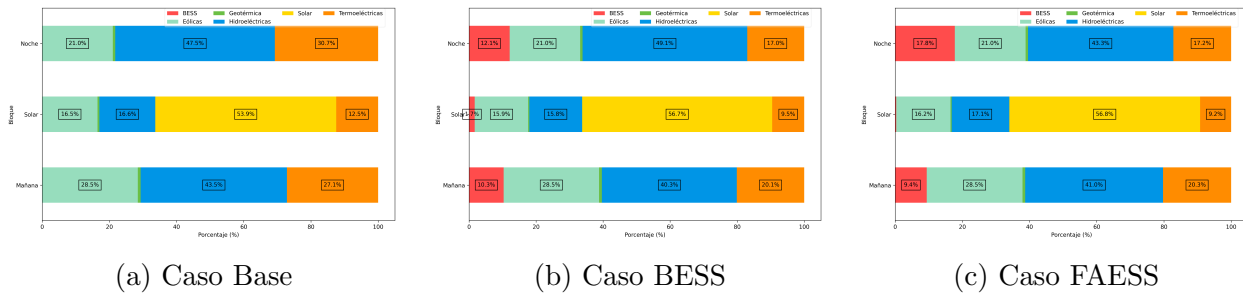 BESS Geotérmica Solar Termoeléctricas
Eólicas Hidroeléctricas
Noche 21.0% 47.5% 30.7%
Bloque
Solar 16.5% 16.6% 53.9% 12.5%
Mañana 28.5% 43.5% 27.1%
0 20 40 60 80 100
Porcentaje (%)
(a) Caso Base
BESS Geotérmica Solar Termoeléctricas
Eólicas Hidroeléctricas
Noche 12.1% 21.0% 49.1% 17.0%
Bloque
Solar 1.7% 15.9% 15.8% 56.7% 9.5%
Mañana 10.3% 28.5% 40.3% 20.1%
0 20 40 60 80 100
Porcentaje (%)
(b) Caso BESS
BESS Geotérmica Solar Termoeléctricas
Eólicas Hidroeléctricas
Noche 17.8% 21.0% 43.3% 17.2%
Bloque
Solar 16.2% 17.1% 56.8% 9.2%
Mañana 9.4% 28.5% 41.0% 20.3%
0 20 40 60 80 100
Porcentaje (%)
(c) Caso FAESS